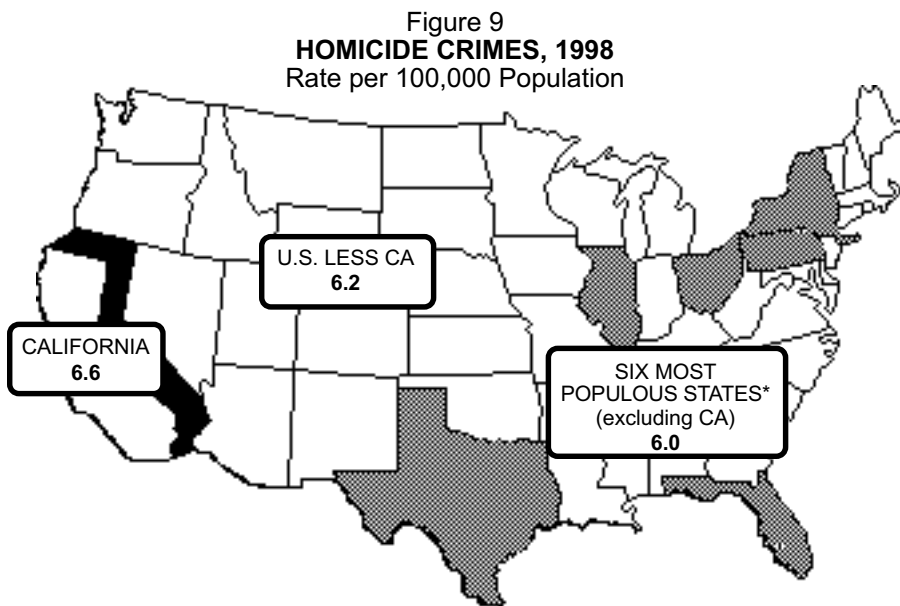 Figure 9
HOMICIDE CRIMES, 1998
Rate per 100,000 Population
U.S. LESS CA
6.2
CALIFORNIA
6.6
SIX MOST
POPULOUS STATES*
(excluding CA)
6.0